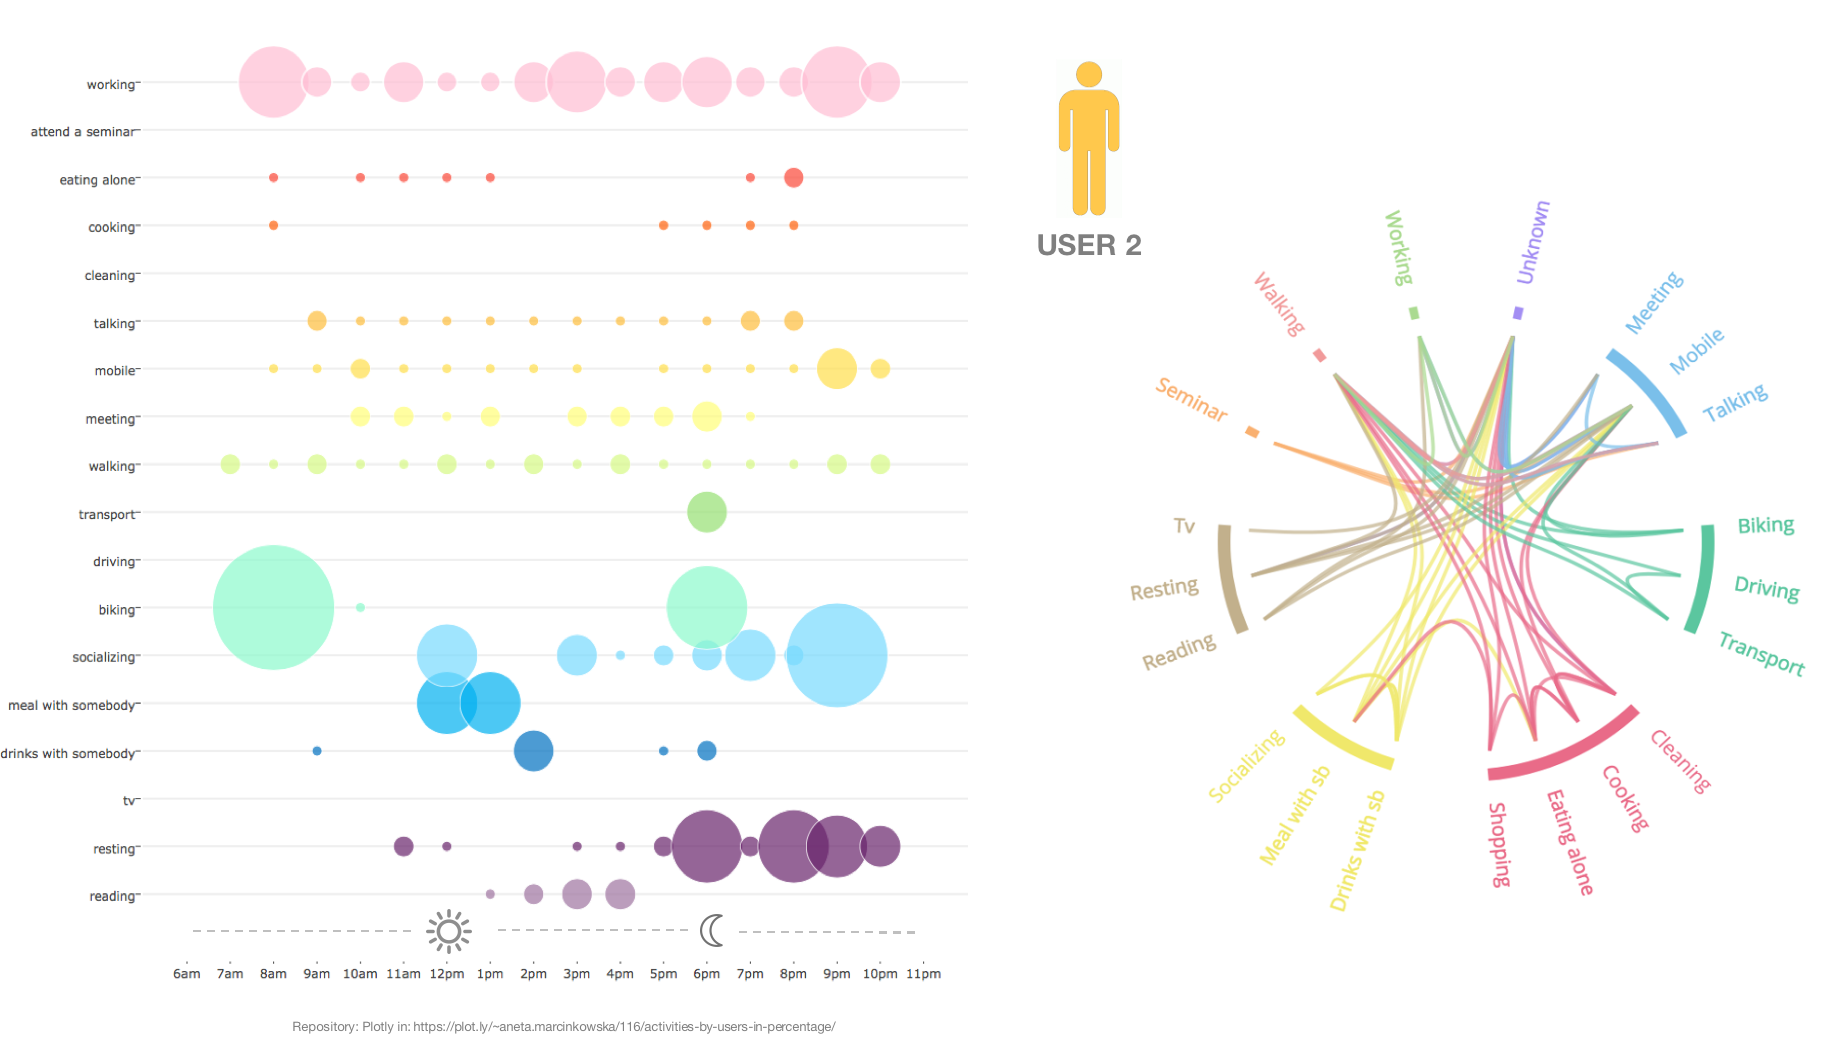 working
attend a seminar
eating alone
cooking
cleaning
talking
mobile
meeting
walking
transport
driving
biking
socializing
meal with somebody
drinks with somebody
tv
resting
reading
6am 7am 8am 9am 10am 11am 12pm 1pm 2pm 3pm 4pm 5pm 6pm 7pm 8pm 9pm 10pm 11pm
Repository: Plotly in: https://plot.ly/~aneta.marcinkowska/116/activities-by-users-in-percentage/
USER 2
Working
Unknown
Meeting
Mobile
Talking
Biking
Driving
Transport
Cleaning
Cooking
Eating alone
Shopping
Drinks with sb
Meal with sb
Socializing
Reading
Resting
Tv
Seminar
Walking